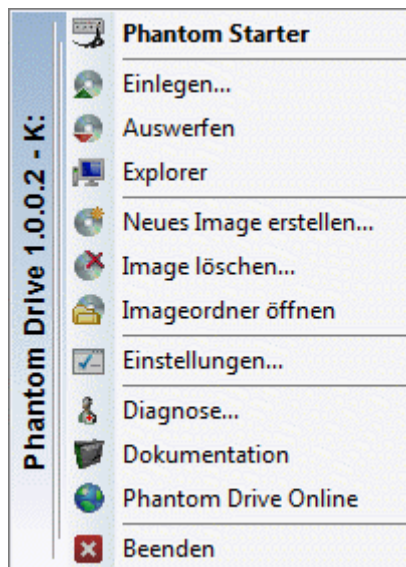 Phantom Drive 1.0.0.2 - K:
Phantom Starter
Einlegen...
Auswerfen
Explorer
Neues Image erstellen...
Image löschen...
Imageordner öffnen
Einstellungen...
Diagnose...
Dokumentation
Phantom Drive Online
Beenden